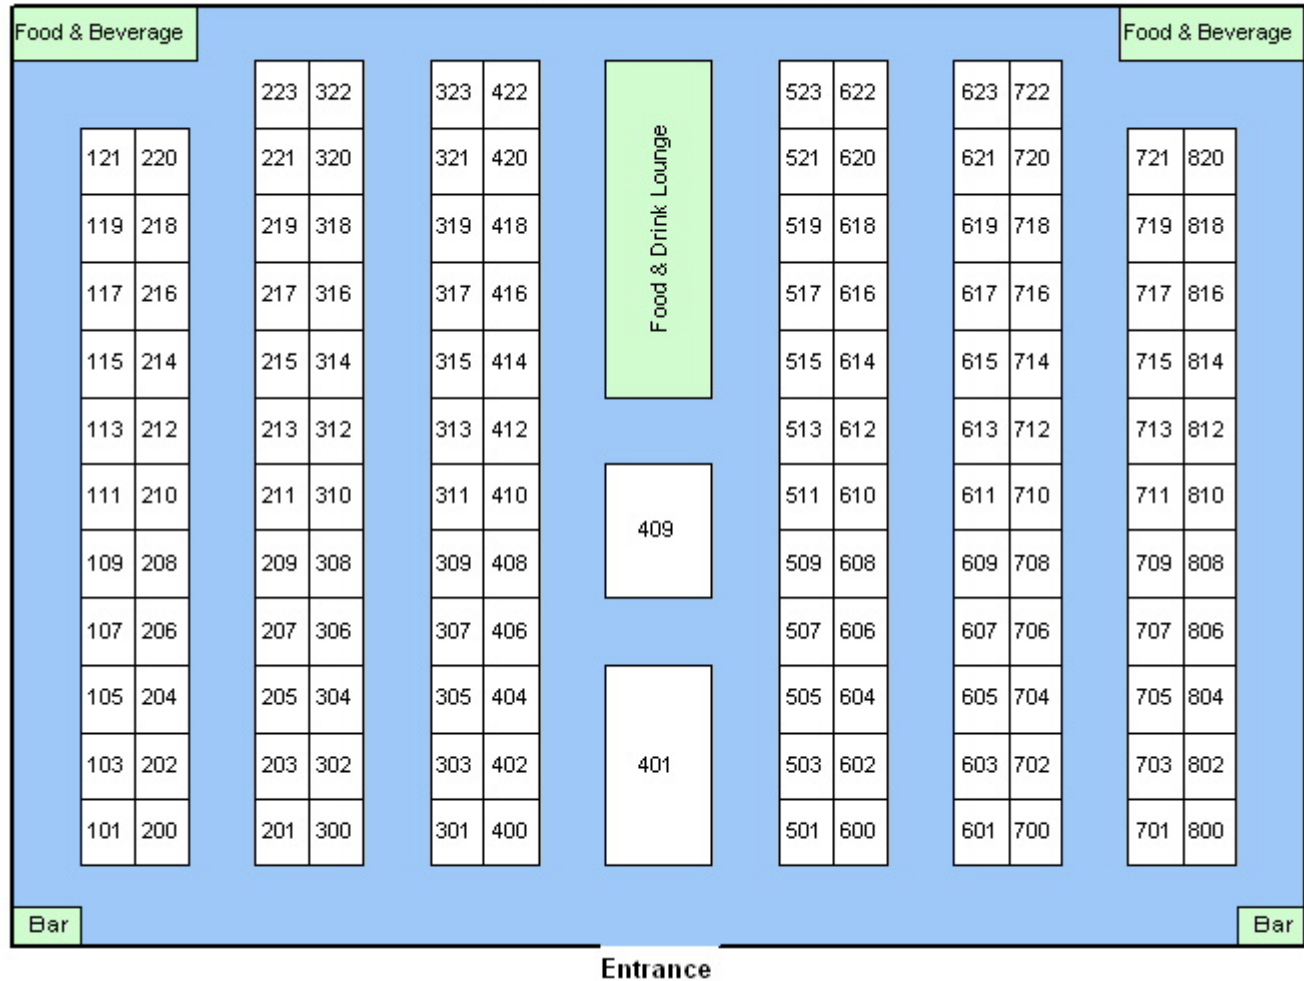 Food & Beverage Food & Beverage
223 322 323 422 523 622 623 722
121 220 221 320 321 420 521 620 621 720 721 820
119 218 219 318 319 418 519 618 619 718 719 818
Food & Drink Lounge
117 216 217 316 317 416 517 616 617 716 717 816
115 214 215 314 315 414 515 614 615 714 715 814
113 212 213 312 313 412 513 612 613 712 713 812
111 210 211 310 311 410 511 610 611 710 711 810
409
109 208 209 308 309 408 509 608 609 708 709 808
107 206 207 306 307 406 507 606 607 706 707 806
105 204 205 304 305 404 505 604 605 704 705 804
103 202 203 302 303 402 401 503 602 603 702 703 802
101 200 201 300 301 400 501 600 601 700 701 800
Bar Bar
Entrance